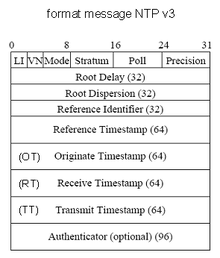 format message NTP v3
0 8 16 24 31
LI VN Mode Stratum Poll Precision
Root Delay (32)
Root Dispersion (32)
Reference Identifier (32)
Reference Timestamp (64)
(OT) Originate Timestamp (64)
(RT) Receive Timestamp (64)
(TT) Transmit Timestamp (64)
Authenticator (optional) (96)